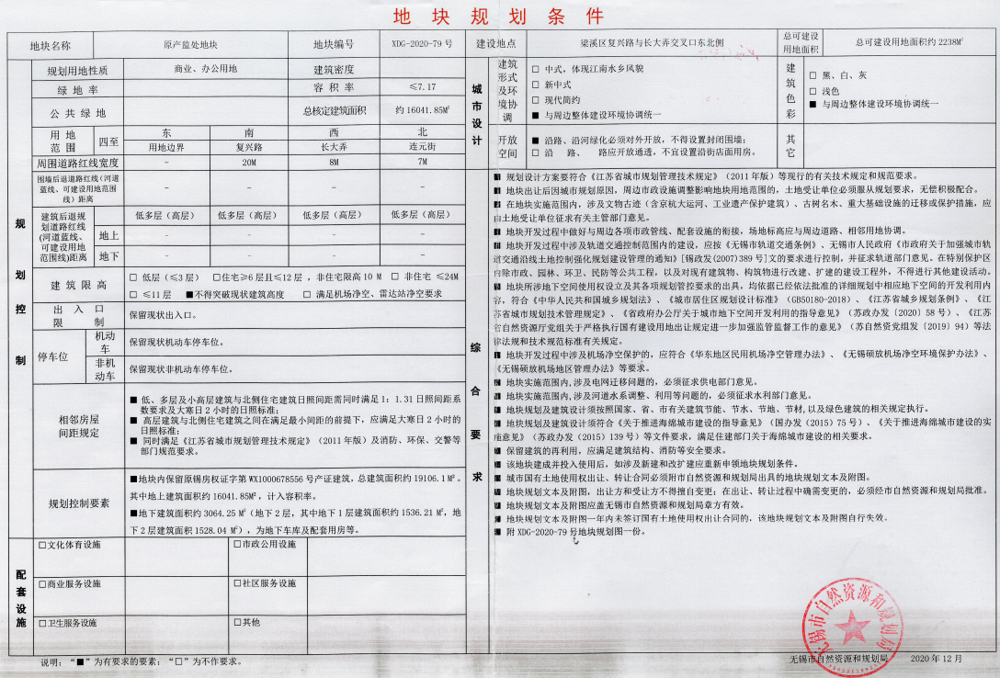 地块规划条件
地块名称 原产监处地块 地块编号 XDG-2020-79号 建设地点 梁溪区复兴路与长大弄交叉口东北侧 总可建设用地面积 总可建设用地面积约2238M²
规划控制
规划用地性质 商业、办公用地 建筑密度
绿地率 容积率 ≤7.17
公共绿地 总核定建筑面积 约16041.85㎡
用地范围 四至 东 南 西 北
用地边界 复兴路 长大弄 连元街
周围道路红线宽度 - 20M 8M 7M
围墙后退道路红线(河道蓝线、可建设用地范围线)距离 - - - -
建筑后退规划道路红线(河道蓝线、可建设用地范围线)距离 低多层(高层) 低多层(高层) 低多层(高层) 低多层(高层)
地上 - - - -
地下 - - - -
建筑限高 □ 低层(≤3层) □住宅≥6层且≤12层,非住宅限高10 M □ 非住宅 ≤24M
□ ≤11层 ■不得突破现状建筑高度 □ 满足机场净空、雷达站净空要求
出入口限制 保留现状出入口。
停车位 机动车 保留现状机动车停车位。
非机动车 保留现状非机动车停车位。
相邻房屋间距规定
■ 低、多层及小高层建筑与北侧住宅建筑日照间距需同时满足1:1.31日照间距系
数要求及大寒日2小时的日照标准;
■ 高层建筑与北侧住宅建筑之间在满足最小间距的前提下,应满足大寒日2小时的
日照标准;
■ 同时满足《江苏省城市规划管理技术规定》(2011年版)及消防、环保、交警等
部门规范要求。
规划控制要素
■地块内保留原锡房权证字第WX1000678556号产证建筑,总建筑面积约19106.1㎡。
其中地上建筑面积约16041.85㎡,计入容积率。
■地下建筑面积约3064.25㎡(地下2层,其中地下1层建筑面积约1536.21㎡,地
下2层建筑面积1528.04㎡),为地下车库及配套用房等。
配套设施
□文化体育设施 □市政公用设施
□商业服务设施 □社区服务设施
□卫生服务设施 □其他
说明:“■”为有要求的要素;“□”为不作要求。
城市设计
建筑形式及环境协调
□ 中式,体现江南水乡风貌
□ 新中式
□ 现代简约
■ 与周边整体建设环境协调统一
建筑色彩
□ 黑、白、灰
□ 浅色
■ 与周边整体建设环境协调统一
开放空间
■ 沿路、沿河绿化必须对外开放,不得设置封闭围墙;
□ 沿 路、 路应开放通透,不宜设置沿街店面用房。
其它
综合要求
■ 规划设计方案要符合《江苏省城市规划管理技术规定》(2011年版)等现行的有关技术规定和规范要求。
■ 地块出让后因城市规划原因,周边市政设施调整影响地块用地范围的,土地受让单位必须服从规划要求,无偿积极配合。
■ 在地块实施范围内,涉及文物古迹(含京杭大运河、工业遗产保护建筑)、古树名木、重大基础设施的迁移或保护措施,应
由土地受让单位征求有关主管部门意见。
■ 地块开发过程中做好与周边各项市政管线、配套设施的衔接,场地标高应与周边道路、相邻用地协调。
■ 地块开发过程中涉及轨道交通控制范围内的建设,应按《无锡市轨道交通条例》、无锡市人民政府《市政府关于加强城市轨
道交通沿线土地控制强化规划建设管理的通知》[锡政发(2007)389号]文的要求进行控制,并征求轨道部门意见。在特别保护区
内除市政、园林、环卫、民防等公共工程,以及对现有建筑物、构筑物进行改建、扩建的建设工程外,不得进行其他建设活动。
■ 地块所涉地下空间使用权设立及其各项规划管控要求的出具,均依据已经依法批准的详细规划中相应地下空间的开发利用内
容,符合《中华人民共和国城乡规划法》、《城市居住区规划设计标准》(GB50180-2018)、《江苏省城乡规划条例》、《江
苏省城市规划技术管理规定》、《省政府办公厅关于城市地下空间开发利用的指导意见》(苏政办发〔2020〕58号)、《江苏
省自然资源厅党组关于严格执行国有建设用地出让规定进一步加强监管监督工作的意见》(苏自然资党组发〔2019〕94)等法
律法规和技术规范标准有关规定。
■ 地块开发过程中涉及机场净空保护的,应符合《华东地区民用机场净空管理办法》、《无锡硕放机场净空环境保护办法》、
《无锡硕放机场地区管理办法》等要求。
■ 地块实施范围内,涉及电网迁移问题的,必须征求供电部门意见。
■ 地块实施范围内,涉及河道水系调整、利用等问题的,必须征求水利部门意见。
■ 地块规划及建筑设计须按照国家、省、市有关建筑节能、节水、节地、节材,以及绿色建筑的相关规定执行。
■ 地块规划及建筑设计须符合《关于推进海绵城市建设的指导意见》(国办发(2015)75号)、《关于推进海绵城市建设的实
施意见》(苏政办发(2015)139号)等文件要求,满足住建部门关于海绵城市建设的相关要求。
■ 保留建筑的再利用,应满足建筑结构、消防等安全要求。
■ 该地块建成并投入使用后,如涉及新建和改扩建应重新申领地块规划条件。
■ 城市国有土地使用权出让、转让合同必须附市自然资源和规划局出具的地块规划文本及附图。
■ 地块规划文本及附图,出让方和受让方不得擅自变更;在出让、转让过程中确需变更的,必须经市自然资源和规划局批准。
■ 地块规划文本及附图应盖无锡市自然资源和规划局章方有效。
■ 地块规划文本及附图一年内未签订国有土地使用权出让合同的,该地块规划文本及附图自行失效。
■ 附XDG-2020-79号地块规划图一份。
无锡市自然资源和规划局
无锡市自然资源和规划局 2020年12月